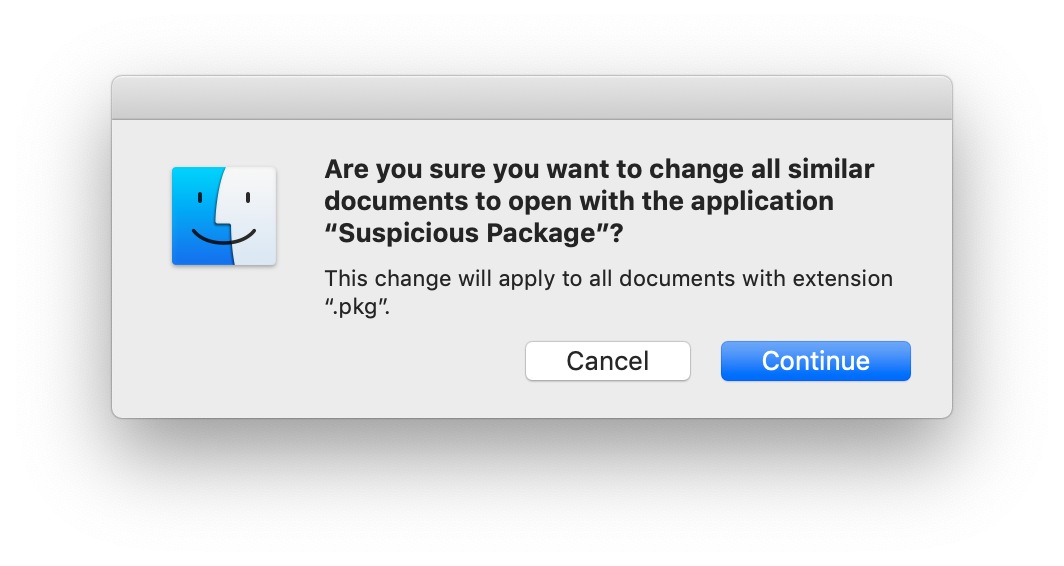 Are you sure you want to change all similar
documents to open with the application
“Suspicious Package”?
This change will apply to all documents with extension
“.pkg”.
Cancel
Continue